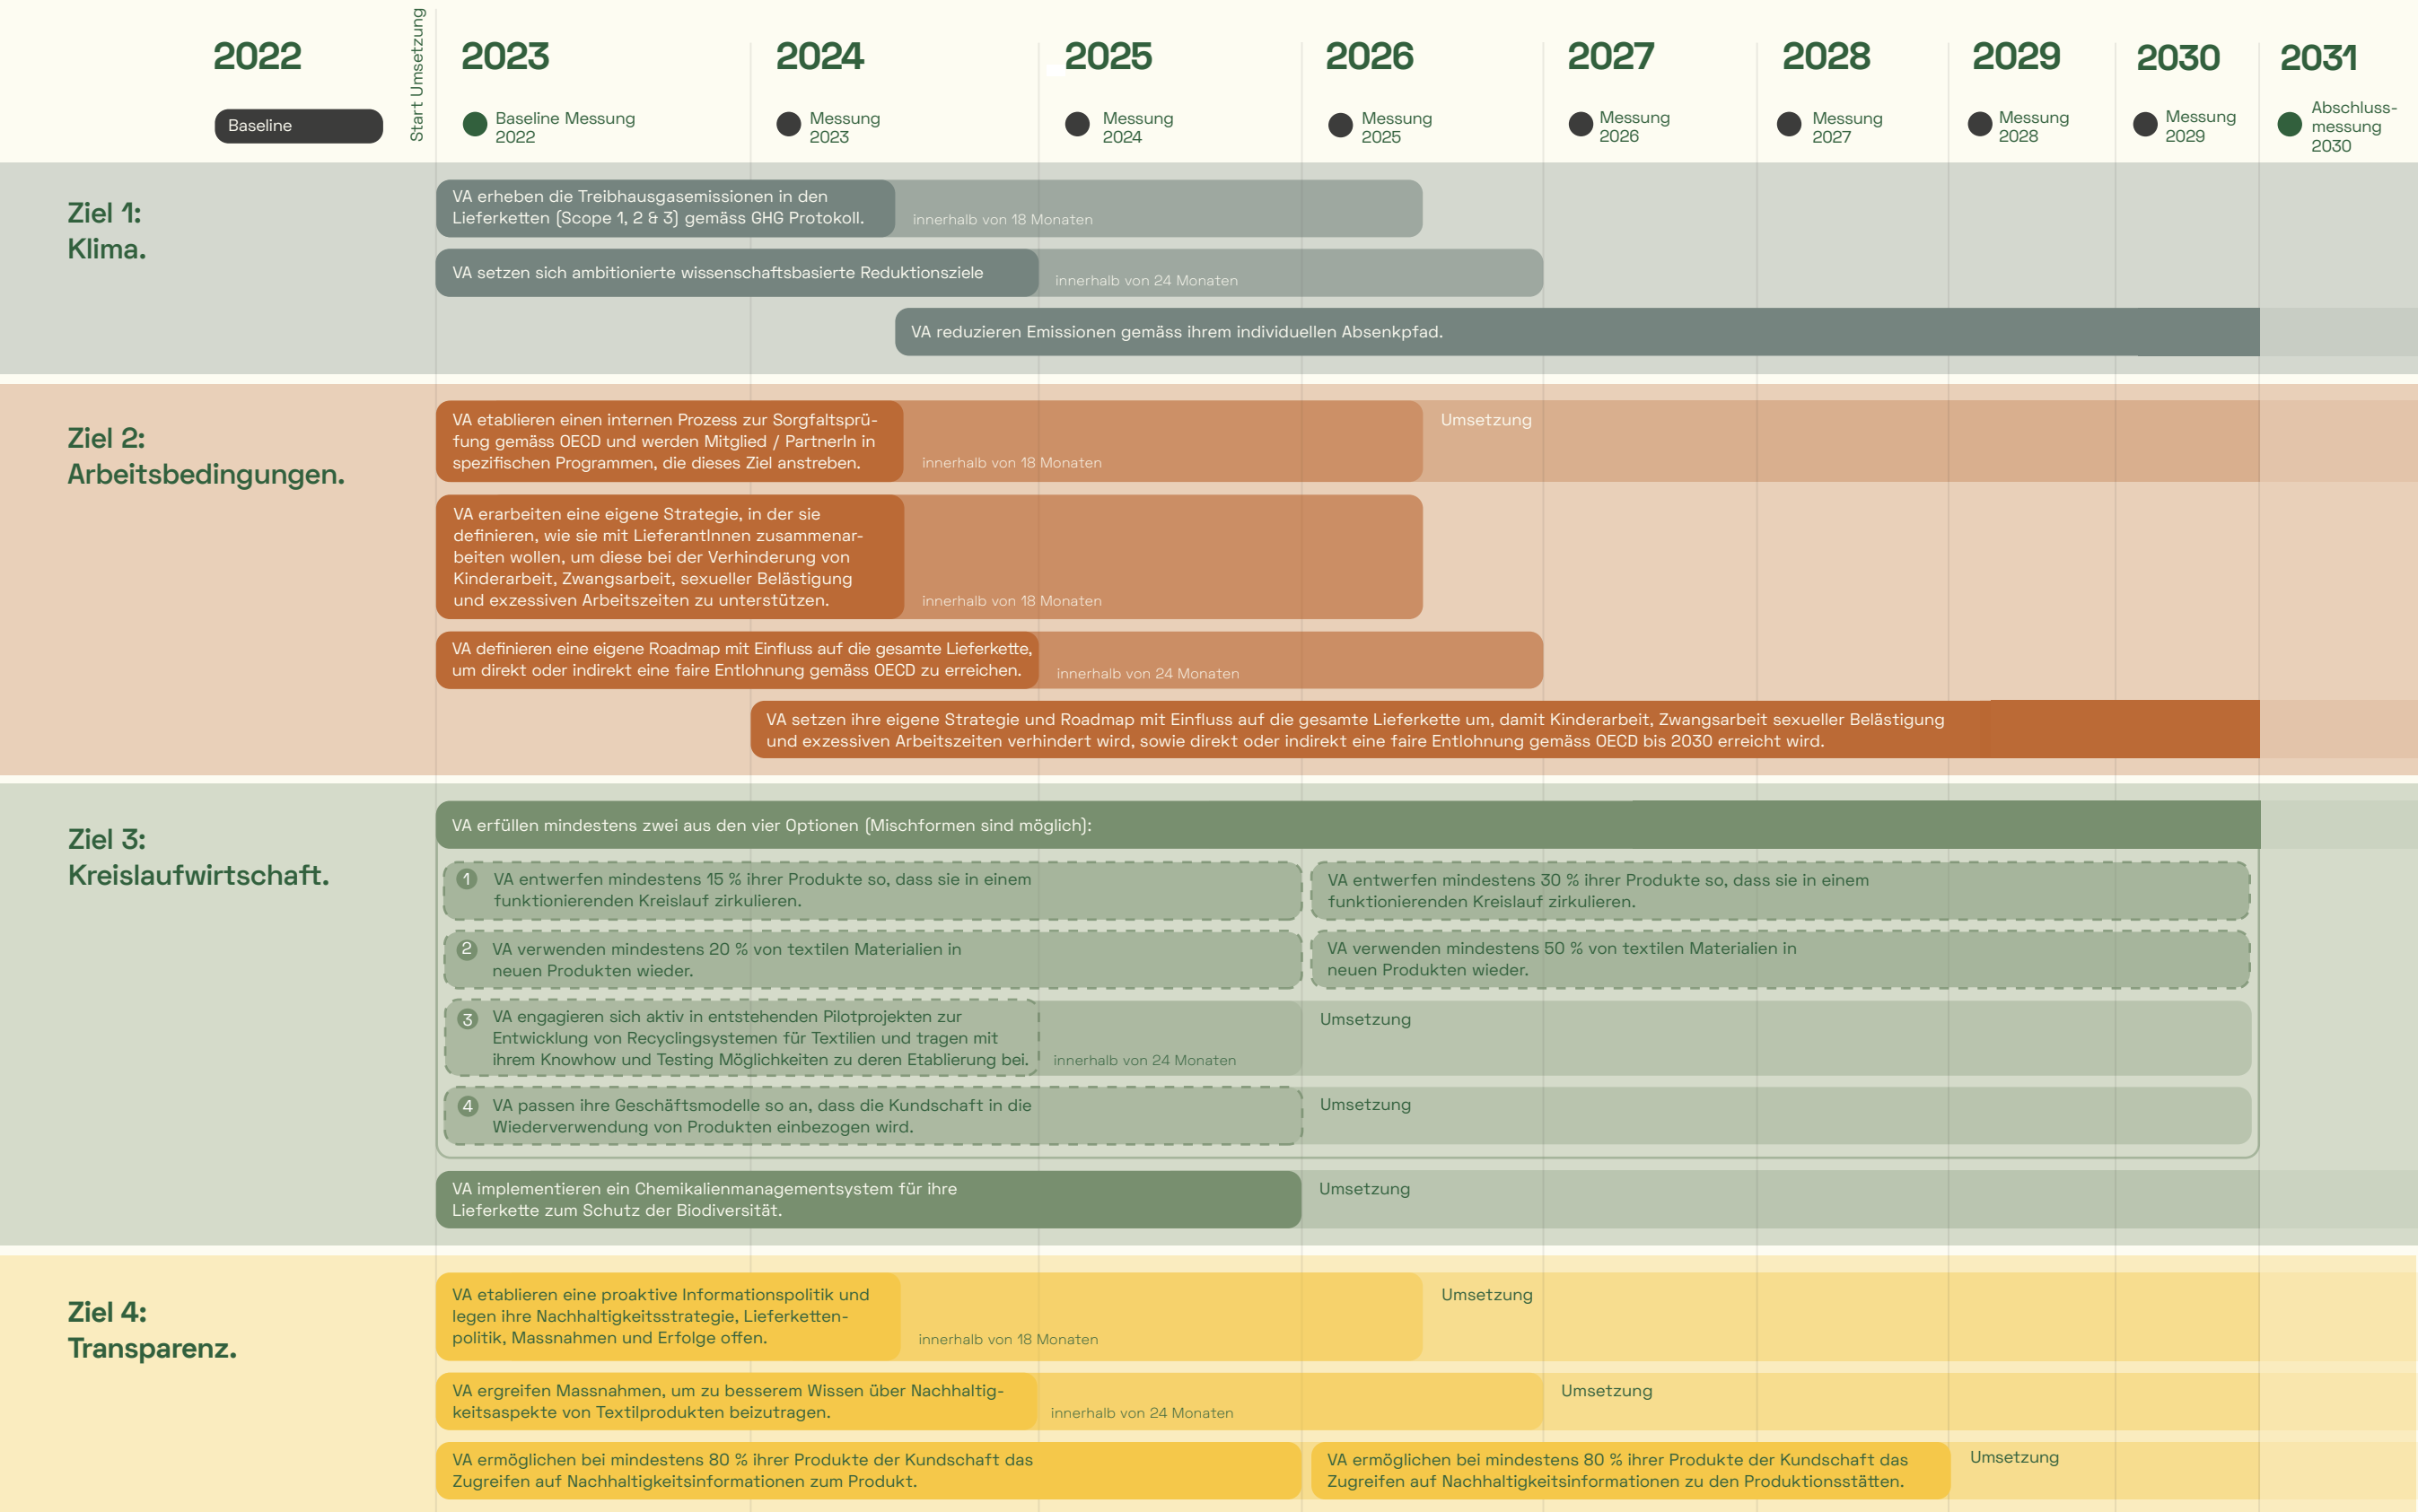 Start Umsetzung
2022
2023
2024
2025
2026
2027
2028
2029
2030
2031
Baseline
Baseline Messung
2022
Messung
2023
Messung
2024
Messung
2025
Messung
2026
Messung
2027
Messung
2028
Messung
2029
Abschluss-
messung
2030
Ziel 1:
Klima.
VA erheben die Treibhausgasemissionen in den
Lieferketten (Scope 1, 2 & 3) gemäss GHG Protokoll.
innerhalb von 18 Monaten
VA setzen sich ambitionierte wissenschaftsbasierte Reduktionsziele
innerhalb von 24 Monaten
VA reduzieren Emissionen gemäss ihrem individuellen Absenkpfad.
Ziel 2:
Arbeitsbedingungen.
VA etablieren einen internen Prozess zur Sorgfaltsprü-
fung gemäss OECD und werden Mitglied / PartnerIn in
spezifischen Programmen, die dieses Ziel anstreben.
innerhalb von 18 Monaten
Umsetzung
VA erarbeiten eine eigene Strategie, in der sie
definieren, wie sie mit LieferantInnen zusammenar-
beiten wollen, um diese bei der Verhinderung von
Kinderarbeit, Zwangsarbeit, sexueller Belästigung
und exzessiven Arbeitszeiten zu unterstützen.
innerhalb von 18 Monaten
VA definieren eine eigene Roadmap mit Einfluss auf die gesamte Lieferkette,
um direkt oder indirekt eine faire Entlohnung gemäss OECD zu erreichen.
innerhalb von 24 Monaten
VA setzen ihre eigene Strategie und Roadmap mit Einfluss auf die gesamte Lieferkette um, damit Kinderarbeit, Zwangsarbeit sexueller Belästigung
und exzessiven Arbeitszeiten verhindert wird, sowie direkt oder indirekt eine faire Entlohnung gemäss OECD bis 2030 erreicht wird.
Ziel 3:
Kreislaufwirtschaft.
VA erfüllen mindestens zwei aus den vier Optionen (Mischformen sind möglich):
1
VA entwerfen mindestens 15 % ihrer Produkte so, dass sie in einem
funktionierenden Kreislauf zirkulieren.
VA entwerfen mindestens 30 % ihrer Produkte so, dass sie in einem
funktionierenden Kreislauf zirkulieren.
2
VA verwenden mindestens 20 % von textilen Materialien in
neuen Produkten wieder.
VA verwenden mindestens 50 % von textilen Materialien in
neuen Produkten wieder.
3
VA engagieren sich aktiv in entstehenden Pilotprojekten zur
Entwicklung von Recyclingsystemen für Textilien und tragen mit
ihrem Knowhow und Testing Möglichkeiten zu deren Etablierung bei.
innerhalb von 24 Monaten
Umsetzung
4
VA passen ihre Geschäftsmodelle so an, dass die Kundschaft in die
Wiederverwendung von Produkten einbezogen wird.
Umsetzung
VA implementieren ein Chemikalienmanagementsystem für ihre
Lieferkette zum Schutz der Biodiversität.
Umsetzung
Ziel 4:
Transparenz.
VA etablieren eine proaktive Informationspolitik und
legen ihre Nachhaltigkeitsstrategie, Lieferketten-
politik, Massnahmen und Erfolge offen.
innerhalb von 18 Monaten
Umsetzung
VA ergreifen Massnahmen, um zu besserem Wissen über Nachhaltig-
keitsaspekte von Textilprodukten beizutragen.
innerhalb von 24 Monaten
Umsetzung
VA ermöglichen bei mindestens 80 % ihrer Produkte der Kundschaft das
Zugreifen auf Nachhaltigkeitsinformationen zum Produkt.
VA ermöglichen bei mindestens 80 % ihrer Produkte der Kundschaft das
Zugreifen auf Nachhaltigkeitsinformationen zu den Produktionsstätten.
Umsetzung